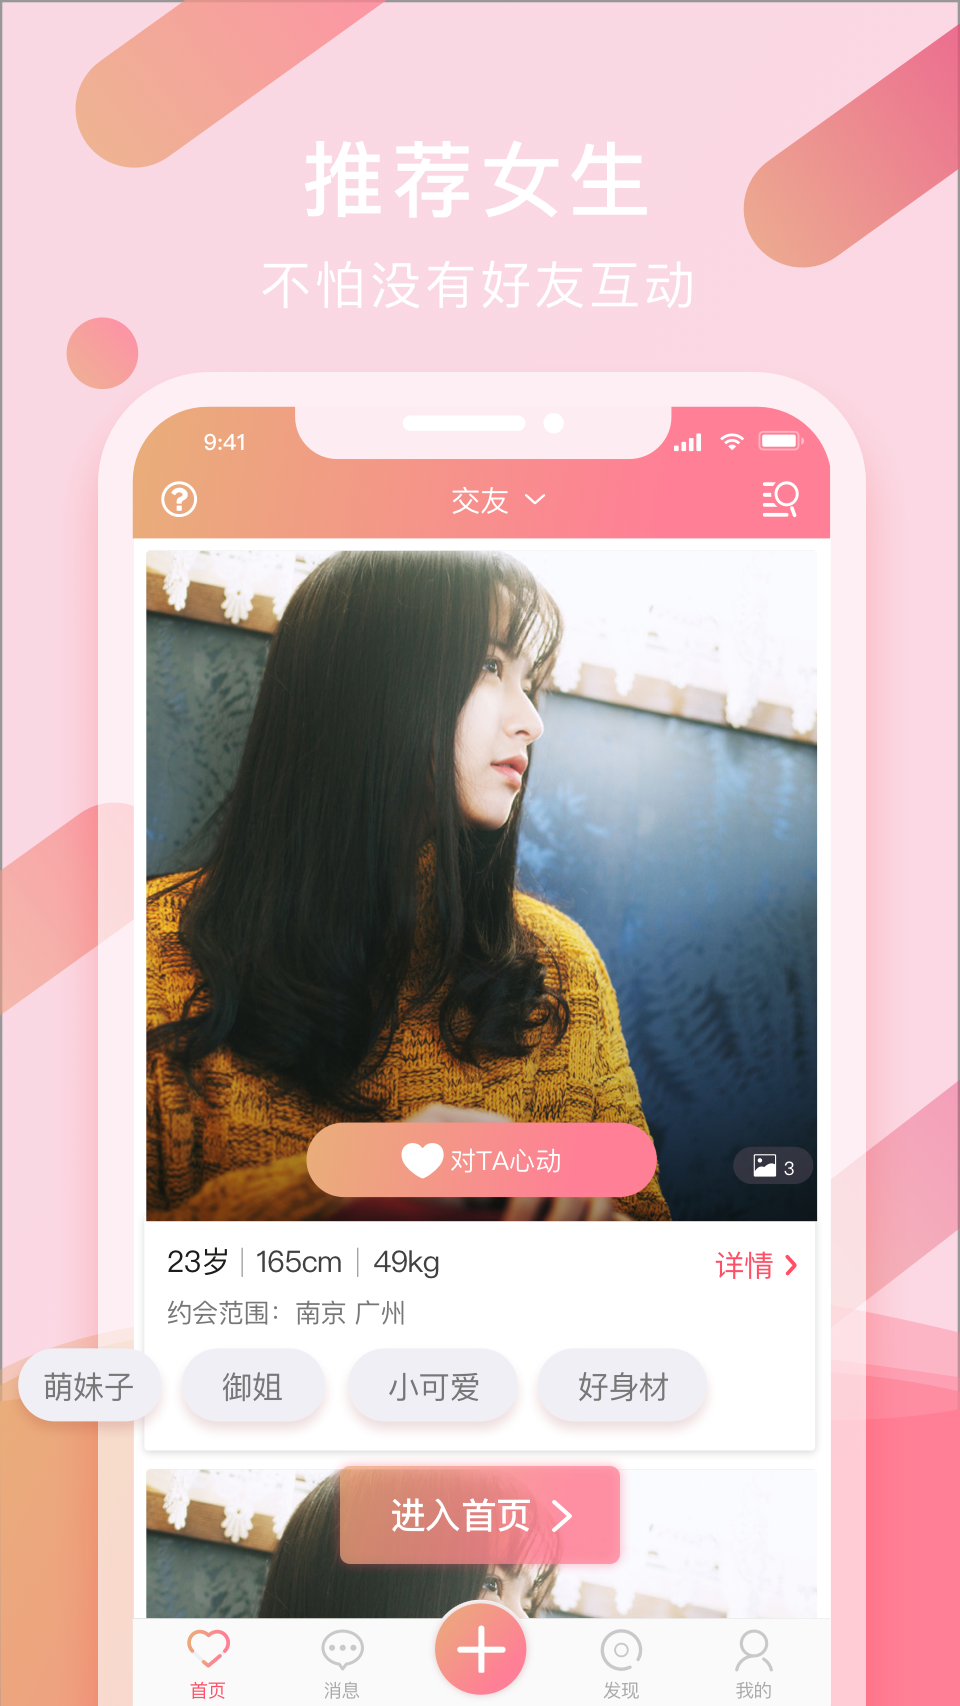 推荐女生
不怕没有好友互动
9:41
交友
对TA心动
3
23岁 165cm 49kg
详情
约会范围：南京 广州
萌妹子 御姐 小可爱 好身材
进入首页
首页 消息 发现 我的